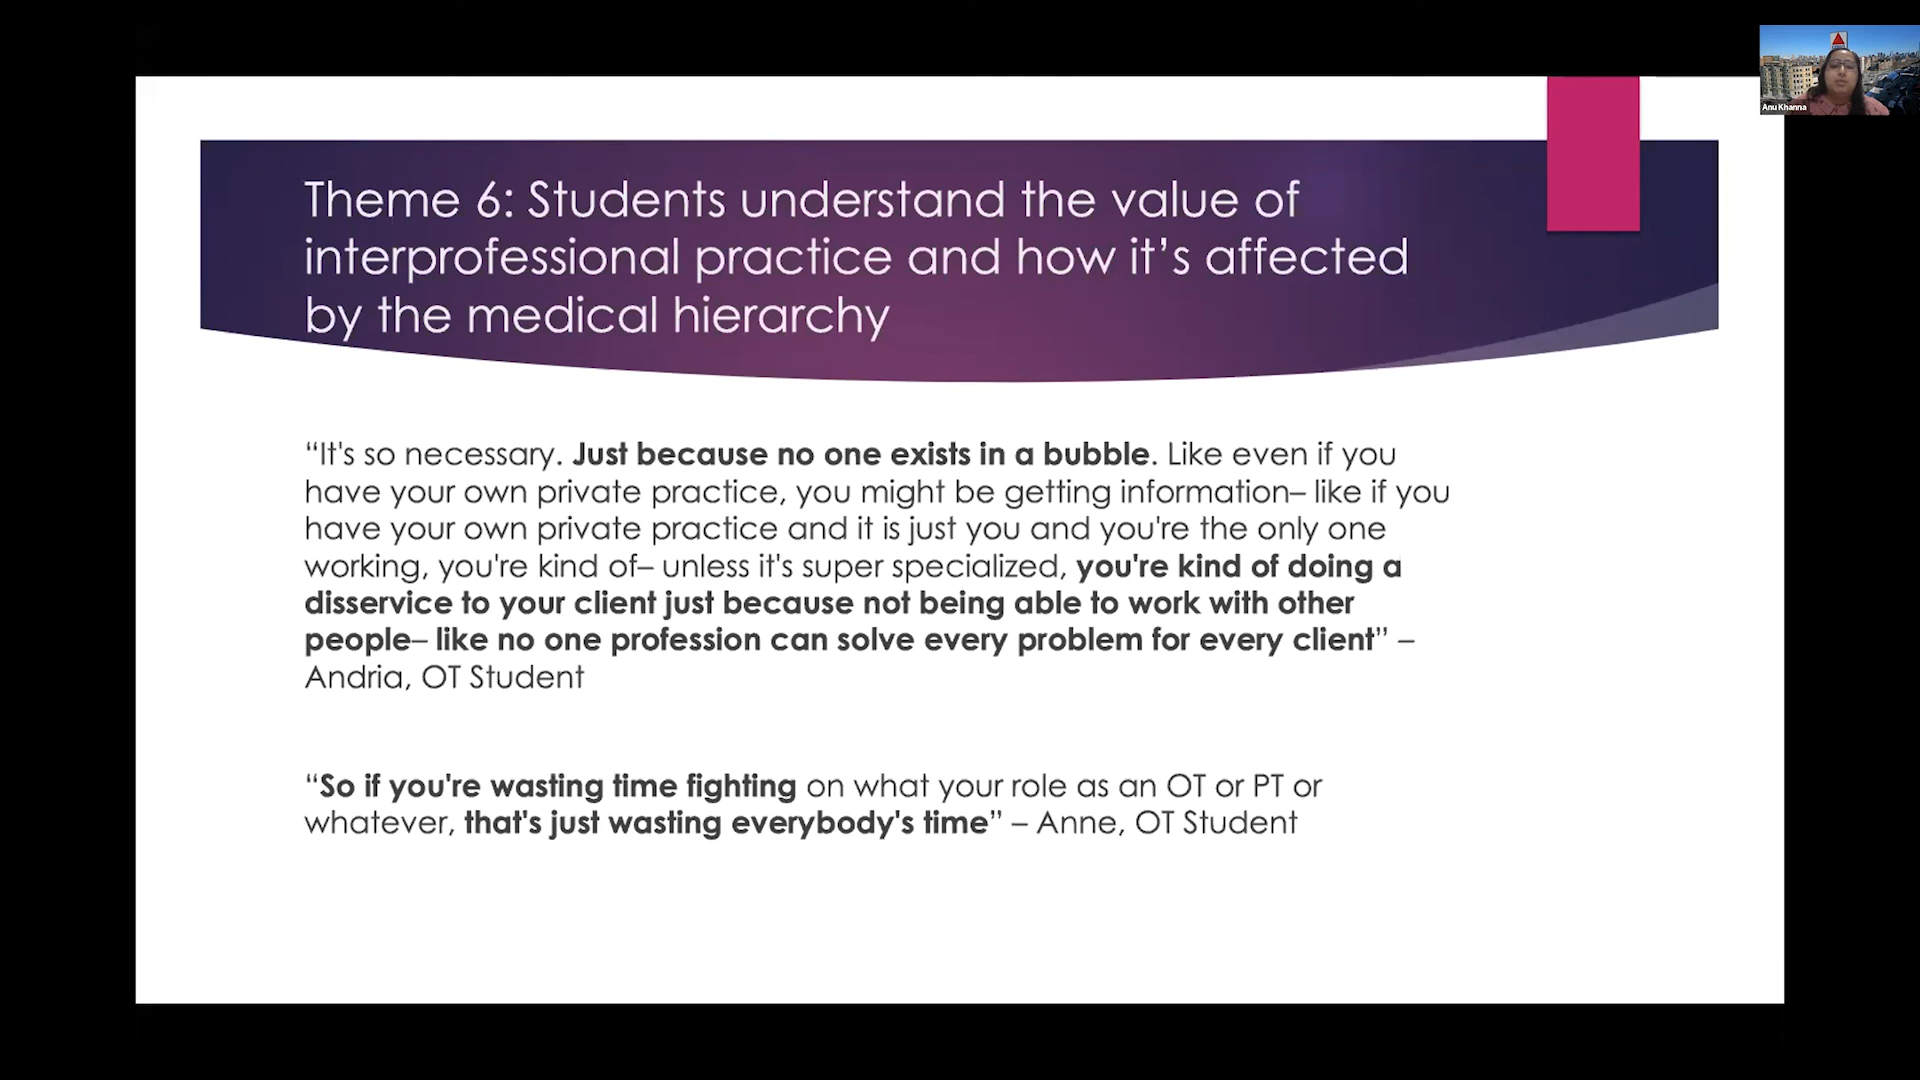 Anu Khanna
Theme 6: Students understand the value of
interprofessional practice and how it’s affected
by the medical hierarchy
“It's so necessary. Just because no one exists in a bubble. Like even if you
have your own private practice, you might be getting information– like if you
have your own private practice and it is just you and you're the only one
working, you're kind of– unless it's super specialized, you're kind of doing a
disservice to your client just because not being able to work with other
people– like no one profession can solve every problem for every client” –
Andria, OT Student
“So if you're wasting time fighting on what your role as an OT or PT or
whatever, that's just wasting everybody's time” – Anne, OT Student